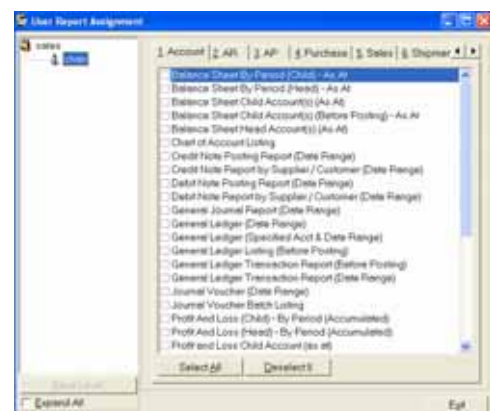 User Report Assignment
sales
1. Account
2. AR
3. AP
4. Purchase
5. Sales
6. Shipmer
Balance Sheet By Period (Child) - As At
Balance Sheet By Period (Head) - As At
Balance Sheet Child Account(s) (As At)
Balance Sheet Child Account(s) (Before Posting) - As At
Balance Sheet Head Account(s) (As At)
Chart of Account Listing
Credit Note Posting Report (Date Range)
Credit Note Report by Supplier / Customer (Date Range)
Debit Note Posting Report (Date Range)
Debit Note Report by Supplier / Customer (Date Range)
General Journal Report (Date Range)
General Ledger (Date Range)
General Ledger (Specified Acct & Date Range)
General Ledger Listing (Before Posting)
General Ledger Transaction Report (Before Posting)
General Ledger Transaction Report (Date Range)
Journal Voucher (Date Range)
Journal Voucher Batch Listing
Profit And Loss (Child) - By Period (Accumulated)
Profit And Loss (Head) - By Period (Accumulated)
Profit and Loss Child Account (as at)
Select All
Deselect It
Expand All
Exit